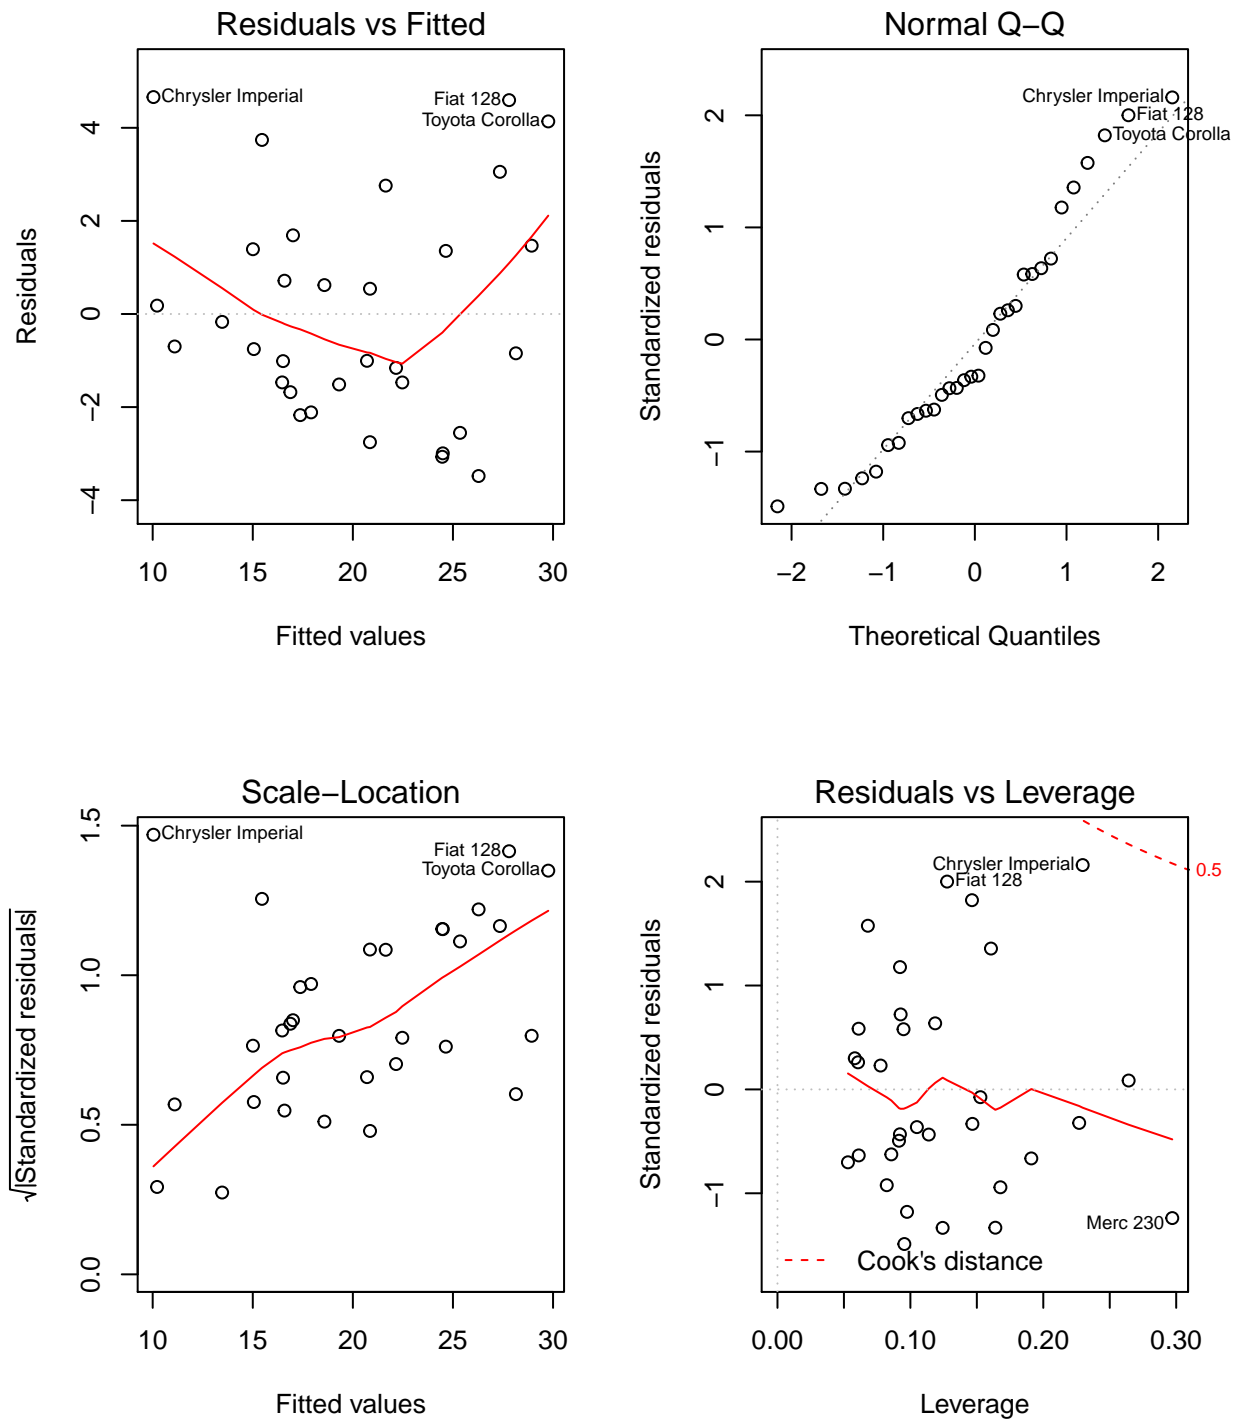 Residuals vs Fitted
Chrysler Imperial
Fiat 128
Toyota Corolla
Residuals
4
2
0
−2
−4
10 15 20 25 30
Fitted values
Normal Q−Q
Chrysler Imperial
Fiat 128
Toyota Corolla
Standardized residuals
2
1
0
−1
−2 −1 0 1 2
Theoretical Quantiles
Scale−Location
Chrysler Imperial
Fiat 128
Toyota Corolla
√|Standardized residuals|
1.5
1.0
0.5
0.0
10 15 20 25 30
Fitted values
Residuals vs Leverage
Chrysler Imperial
Fiat 128
0.5
Merc 230
Cook's distance
Standardized residuals
2
1
0
−1
0.00 0.10 0.20 0.30
Leverage